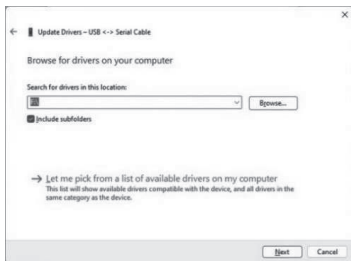 Update Drivers – USB <-> Serial Cable
Browse for drivers on your computer
Search for drivers in this location:
Browse...
Include subfolders
Let me pick from a list of available drivers on my computer
This list will show available drivers compatible with the device, and all drivers in the
same category as the device.
Next Cancel